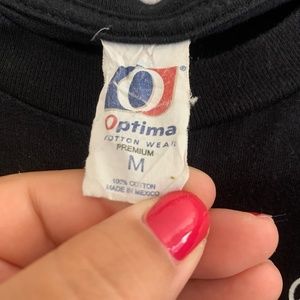 O
®
Optima
COTTON WEAR
PREMIUM
M
100% COTTON
MADE IN MEXICO